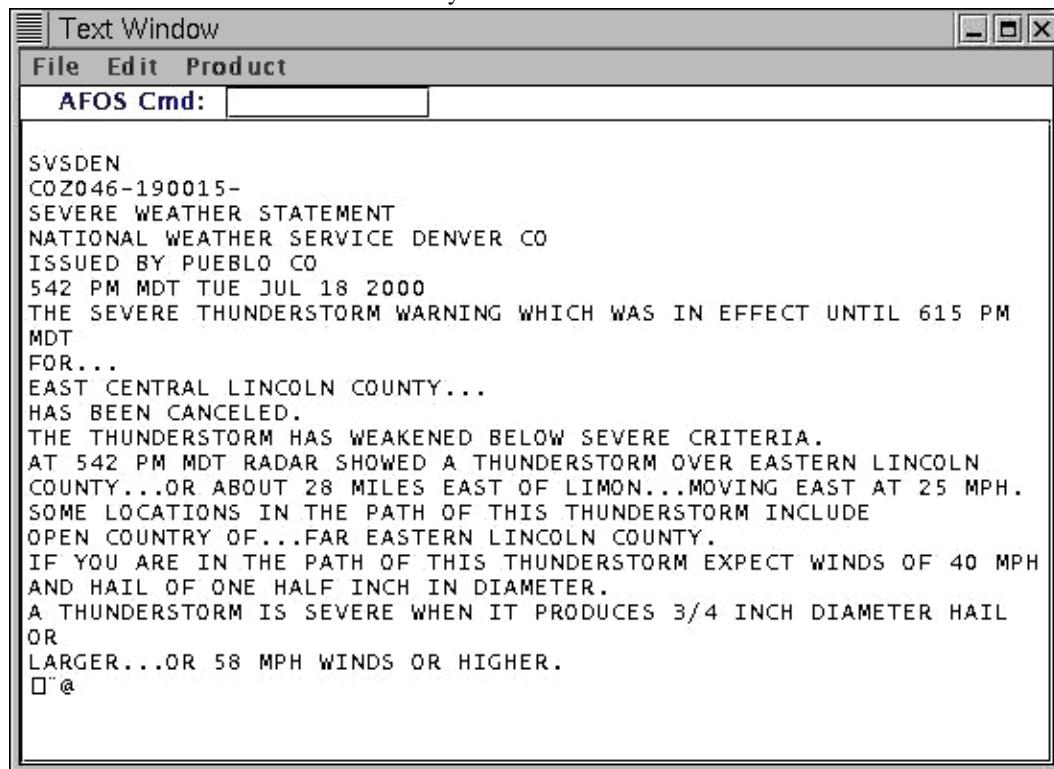 Text Window
File Edit Product
AFOS Cmd:
SVSDEN
COZ046-190015-
SEVERE WEATHER STATEMENT
NATIONAL WEATHER SERVICE DENVER CO
ISSUED BY PUEBLO CO
542 PM MDT TUE JUL 18 2000
THE SEVERE THUNDERSTORM WARNING WHICH WAS IN EFFECT UNTIL 615 PM
MDT
FOR...
EAST CENTRAL LINCOLN COUNTY...
HAS BEEN CANCELED.
THE THUNDERSTORM HAS WEAKENED BELOW SEVERE CRITERIA.
AT 542 PM MDT RADAR SHOWED A THUNDERSTORM OVER EASTERN LINCOLN
COUNTY...OR ABOUT 28 MILES EAST OF LIMON...MOVING EAST AT 25 MPH.
SOME LOCATIONS IN THE PATH OF THIS THUNDERSTORM INCLUDE
OPEN COUNTRY OF...FAR EASTERN LINCOLN COUNTY.
IF YOU ARE IN THE PATH OF THIS THUNDERSTORM EXPECT WINDS OF 40 MPH
AND HAIL OF ONE HALF INCH IN DIAMETER.
A THUNDERSTORM IS SEVERE WHEN IT PRODUCES 3/4 INCH DIAMETER HAIL
OR
LARGER...OR 58 MPH WINDS OR HIGHER.
□¨@